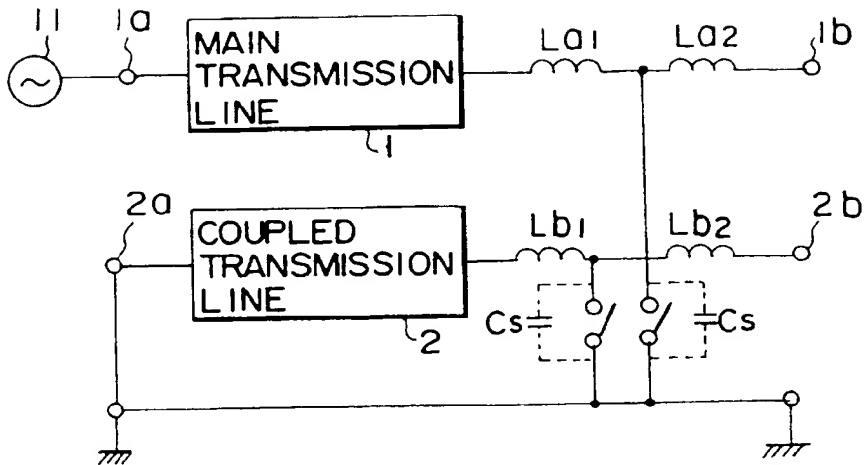 11
1a
MAIN
TRANSMISSION
LINE
1
La1
La2
1b
2a
COUPLED
TRANSMISSION
LINE
2
Lb1
Lb2
2b
Cs
Cs